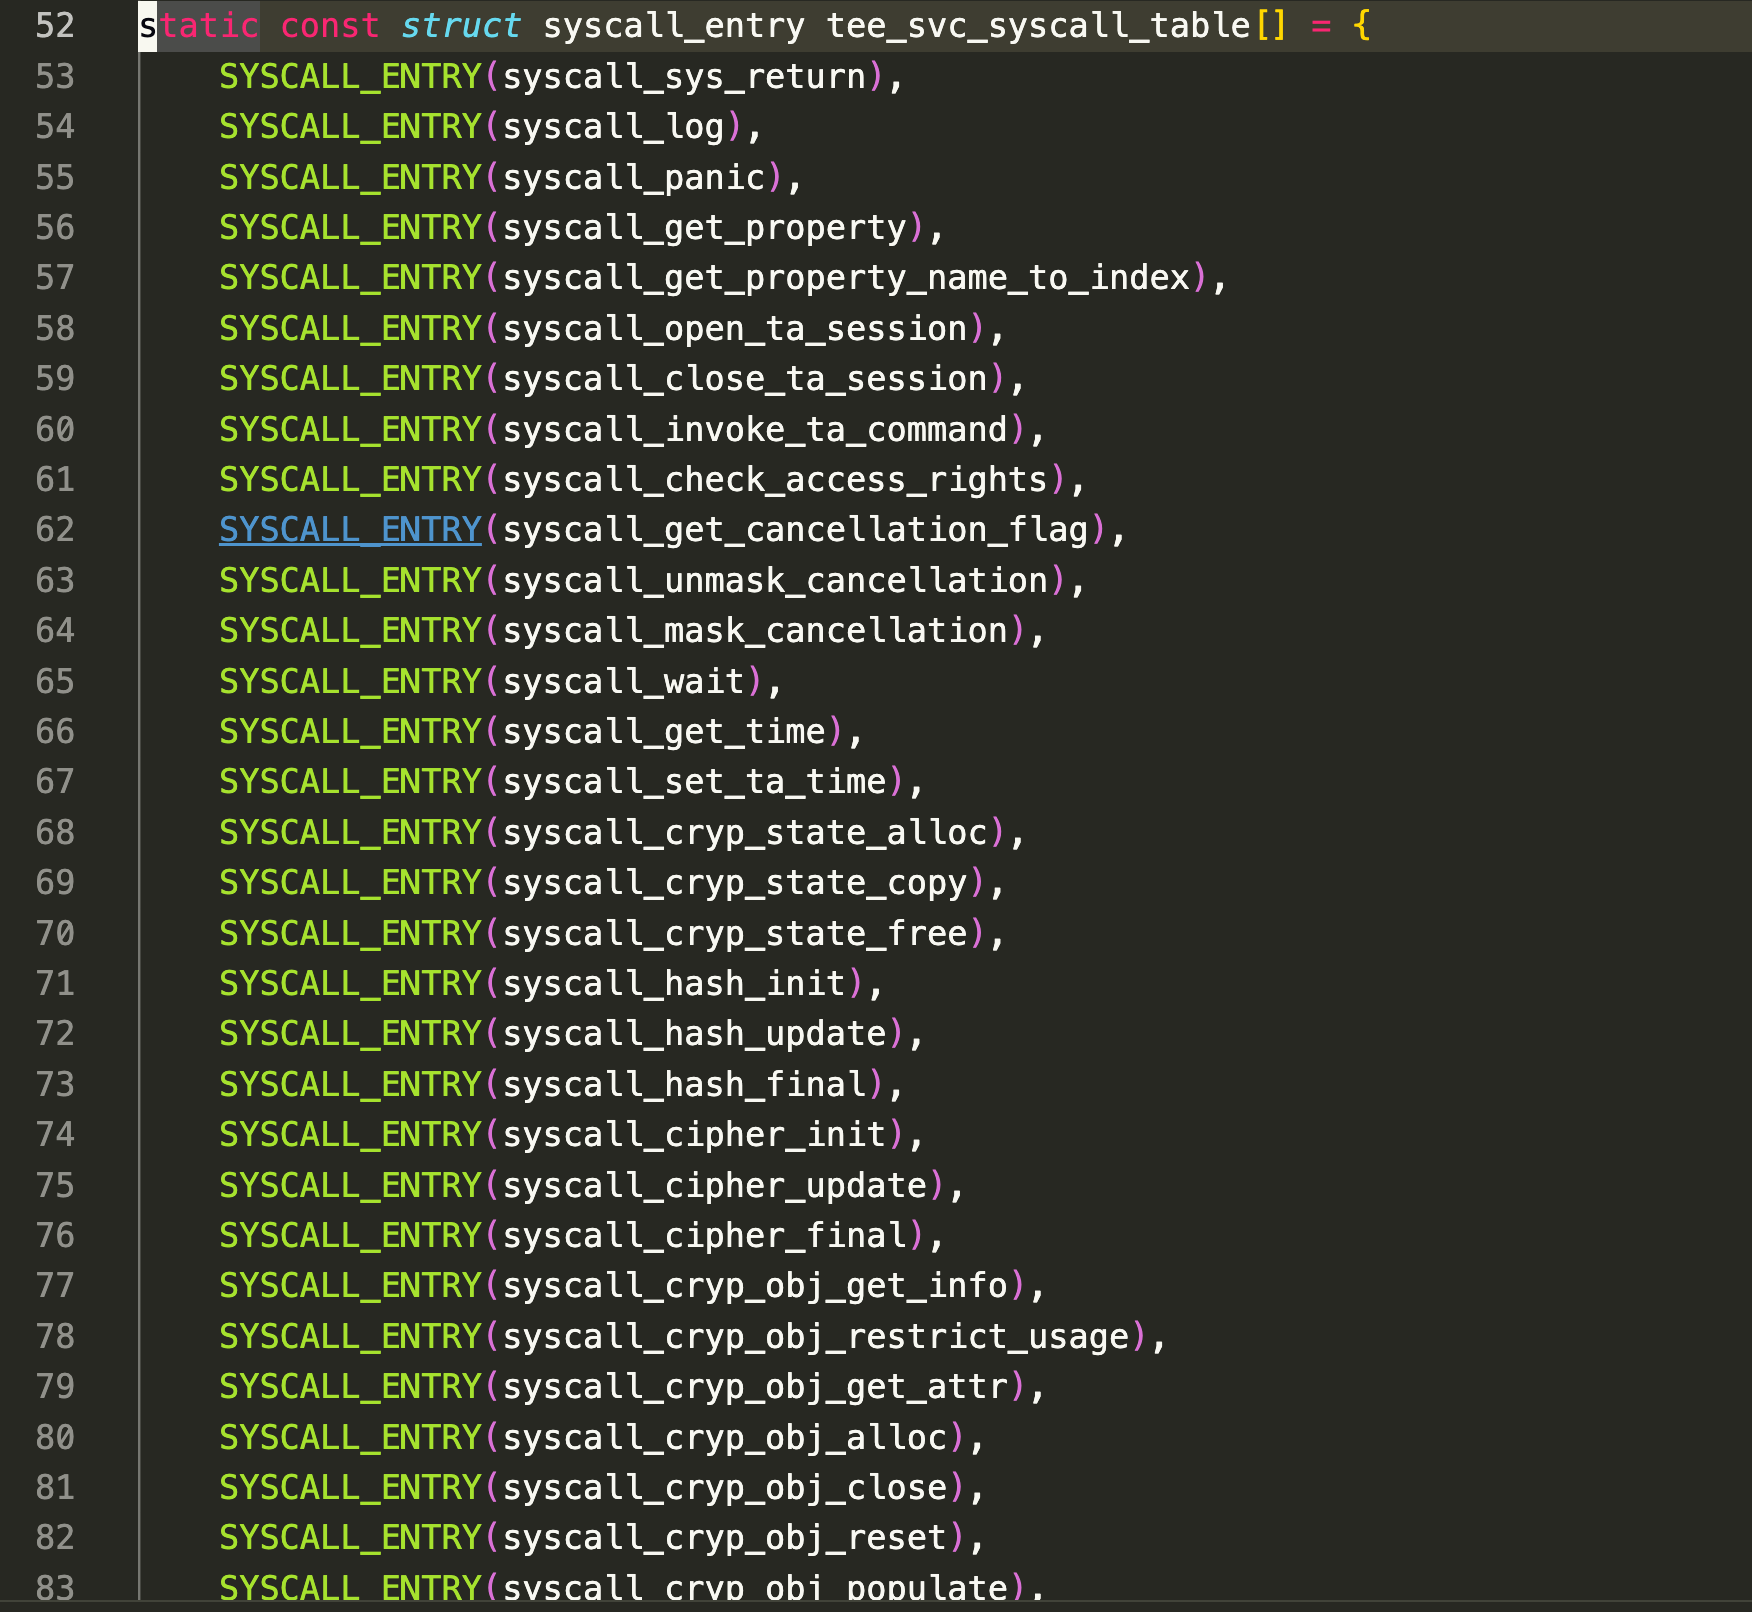 52 static const struct syscall_entry tee_svc_syscall_table[] = {
53 SYSCALL_ENTRY(syscall_sys_return),
54 SYSCALL_ENTRY(syscall_log),
55 SYSCALL_ENTRY(syscall_panic),
56 SYSCALL_ENTRY(syscall_get_property),
57 SYSCALL_ENTRY(syscall_get_property_name_to_index),
58 SYSCALL_ENTRY(syscall_open_ta_session),
59 SYSCALL_ENTRY(syscall_close_ta_session),
60 SYSCALL_ENTRY(syscall_invoke_ta_command),
61 SYSCALL_ENTRY(syscall_check_access_rights),
62 SYSCALL_ENTRY(syscall_get_cancellation_flag),
63 SYSCALL_ENTRY(syscall_unmask_cancellation),
64 SYSCALL_ENTRY(syscall_mask_cancellation),
65 SYSCALL_ENTRY(syscall_wait),
66 SYSCALL_ENTRY(syscall_get_time),
67 SYSCALL_ENTRY(syscall_set_ta_time),
68 SYSCALL_ENTRY(syscall_cryp_state_alloc),
69 SYSCALL_ENTRY(syscall_cryp_state_copy),
70 SYSCALL_ENTRY(syscall_cryp_state_free),
71 SYSCALL_ENTRY(syscall_hash_init),
72 SYSCALL_ENTRY(syscall_hash_update),
73 SYSCALL_ENTRY(syscall_hash_final),
74 SYSCALL_ENTRY(syscall_cipher_init),
75 SYSCALL_ENTRY(syscall_cipher_update),
76 SYSCALL_ENTRY(syscall_cipher_final),
77 SYSCALL_ENTRY(syscall_cryp_obj_get_info),
78 SYSCALL_ENTRY(syscall_cryp_obj_restrict_usage),
79 SYSCALL_ENTRY(syscall_cryp_obj_get_attr),
80 SYSCALL_ENTRY(syscall_cryp_obj_alloc),
81 SYSCALL_ENTRY(syscall_cryp_obj_close),
82 SYSCALL_ENTRY(syscall_cryp_obj_reset),
83 SYSCALL_ENTRY(syscall_cryp_obj_populate),